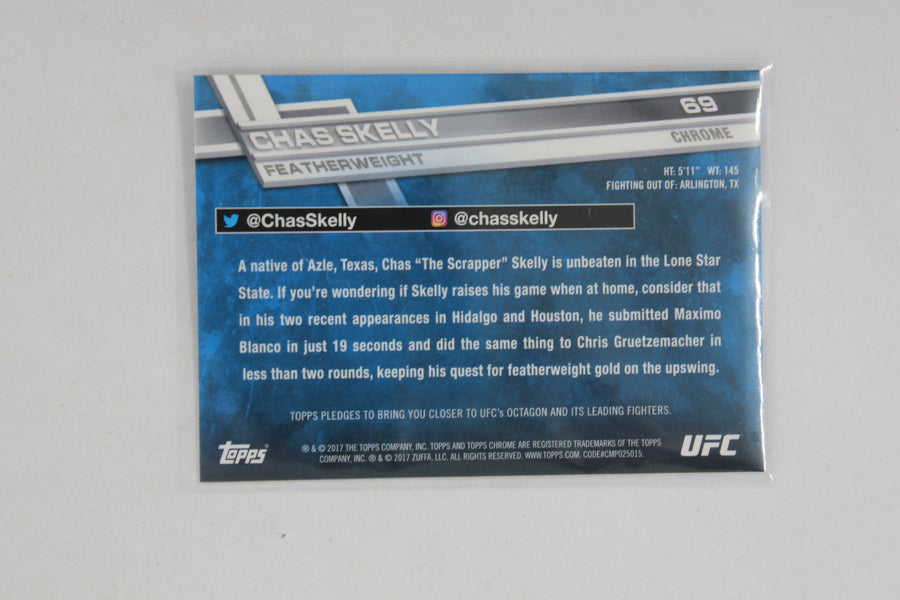 69
CHAS SKELLY
CHROME
FEATHERWEIGHT
HT: 5'11" WT: 145
FIGHTING OUT OF: ARLINGTON, TX
@ChasSkelly @chasskelly
A native of Azle, Texas, Chas “The Scrapper” Skelly is unbeaten in the Lone Star
State. If you’re wondering if Skelly raises his game when at home, consider that
in his two recent appearances in Hidalgo and Houston, he submitted Maximo
Blanco in just 19 seconds and did the same thing to Chris Gruetzemacher in
less than two rounds, keeping his quest for featherweight gold on the upswing.
TOPPS PLEDGES TO BRING YOU CLOSER TO UFC’s OCTAGON AND ITS LEADING FIGHTERS.
topps ®
® & © 2017 THE TOPPS COMPANY, INC. TOPPS AND TOPPS CHROME ARE REGISTERED TRADEMARKS OF THE TOPPS
COMPANY, INC. ® & © 2017 ZUFFA, LLC. ALL RIGHTS RESERVED. WWW.TOPPS.COM. CODE#CMP025015.
UFC